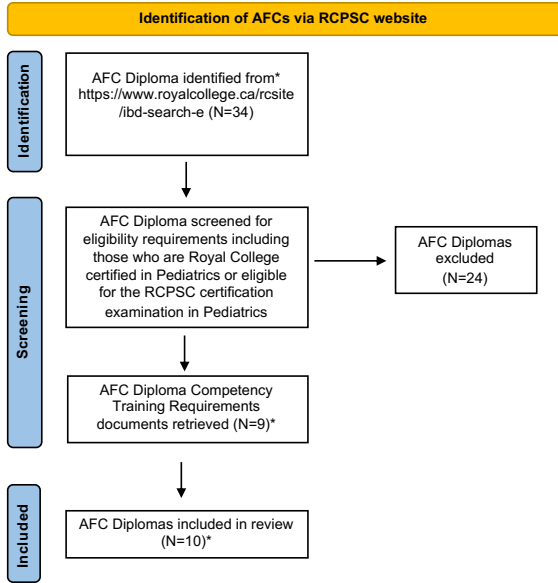 Identification of AFCs via RCPSC website
Identification
AFC Diploma identified from*
https://www.royalcollege.ca/rcsite
/ibd-search-e (N=34)
Screening
AFC Diploma screened for
eligibility requirements including
those who are Royal College
certified in Pediatrics or eligible
for the RCPSC certification
examination in Pediatrics
AFC Diplomas
excluded
(N=24)
AFC Diploma Competency
Training Requirements
documents retrieved (N=9)*
Included
AFC Diplomas included in review
(N=10)*